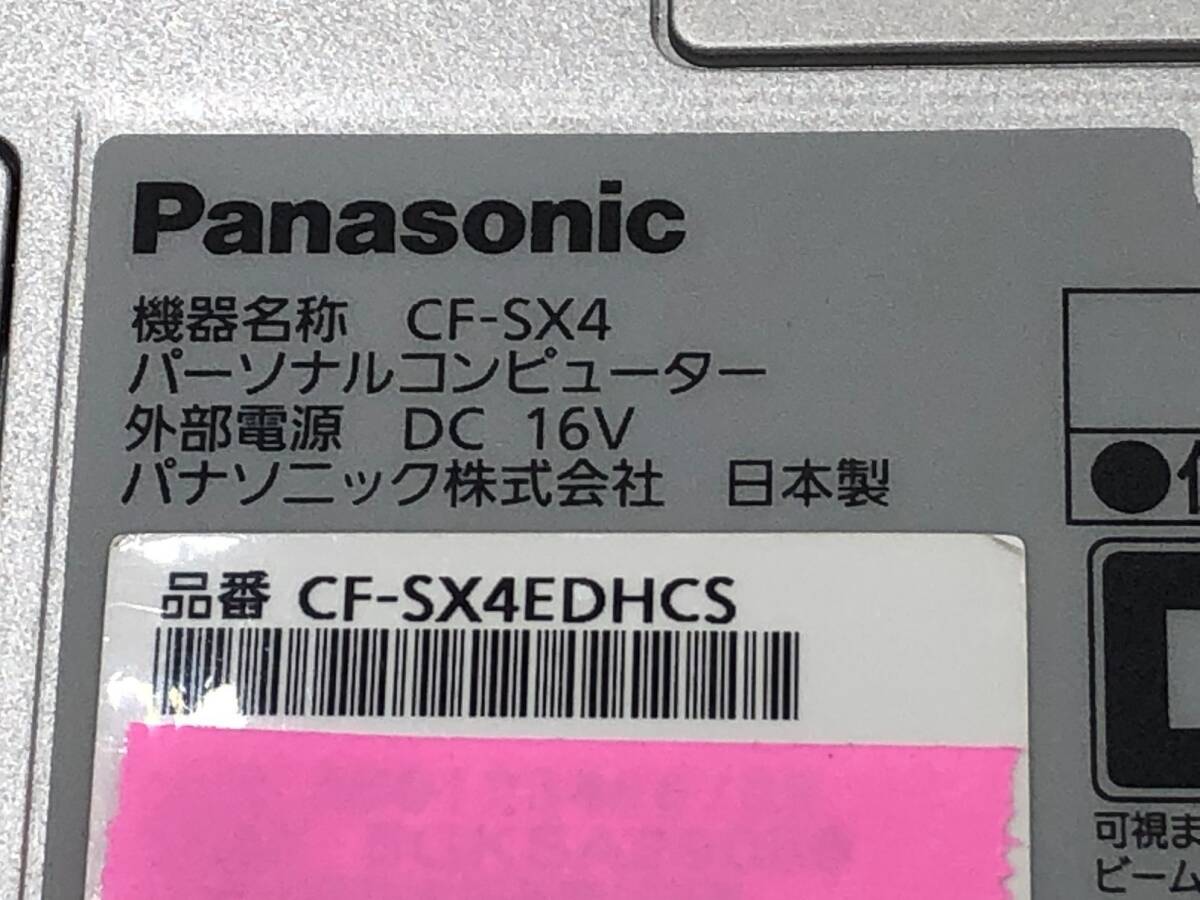 Panasonic
機器名称 CF-SX4
パーソナルコンピューター
外部電源 DC 16V
パナソニック株式会社 日本製
品番 CF-SX4EDHCS
可視ま
ビーム